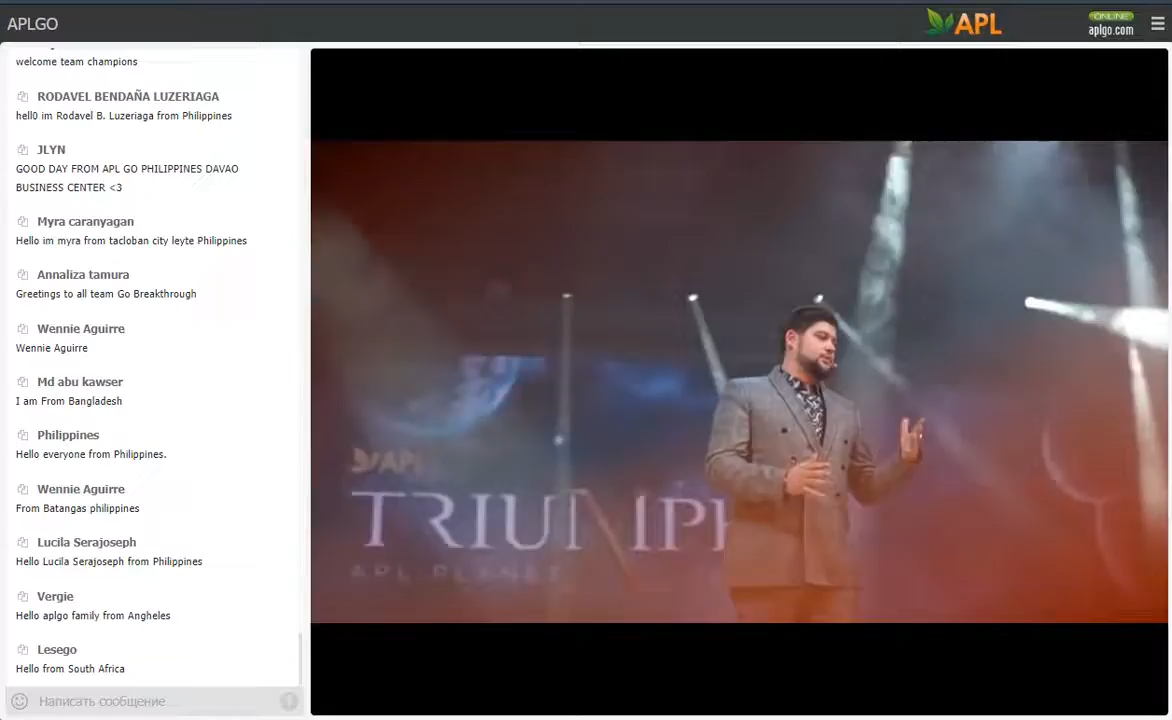 APLGO
APL
ONLINE
aplgo.com
welcome team champions
RODAVEL BENDAÑA LUZERIAGA
hell0 im Rodavel B. Luzeriaga from Philippines
JLYN
GOOD DAY FROM APL GO PHILIPPINES DAVAO
BUSINESS CENTER <3
Myra caranyagan
Hello im myra from tacloban city leyte Philippines
Annaliza tamura
Greetings to all team Go Breakthrough
Wennie Aguirre
Wennie Aguirre
Md abu kawser
I am From Bangladesh
Philippines
Hello everyone from Philippines.
Wennie Aguirre
From Batangas philippines
Lucila Serajoseph
Hello Lucila Serajoseph from Philippines
Vergie
Hello aplgo family from Angheles
Lesego
Hello from South Africa
Написать сообщение...
APL
TRIUMPH
APL PLANET